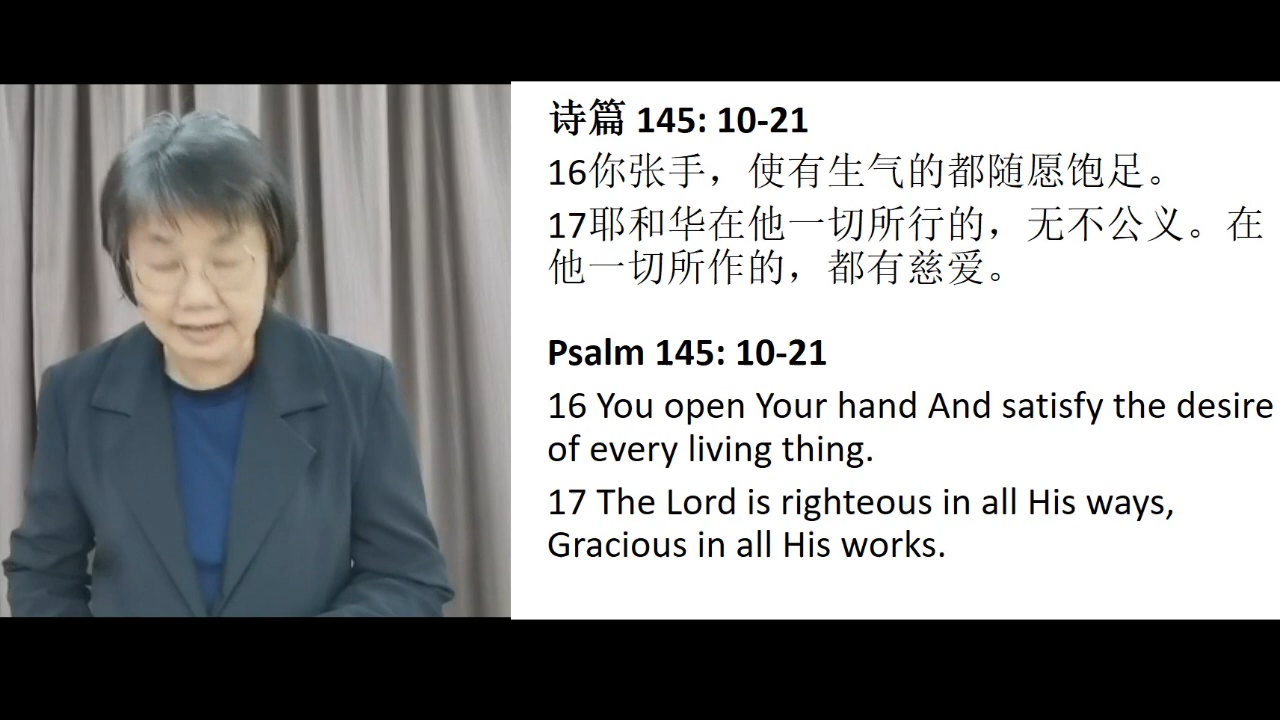 诗篇 145: 10-21
16你张手，使有生气的都随愿饱足。
17耶和华在他一切所行的，无不公义。在
他一切所作的，都有慈爱。
Psalm 145: 10-21
16 You open Your hand And satisfy the desire
of every living thing.
17 The Lord is righteous in all His ways,
Gracious in all His works.